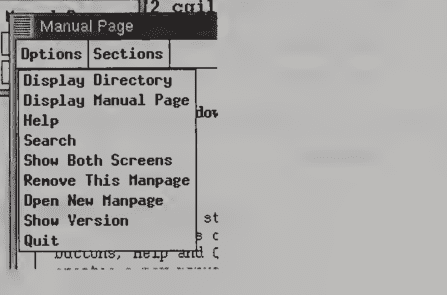 Manual Page
Options Sections
Display Directory
Display Manual Page
Help
Search
Show Both Screens
Remove This Manpage
Open New Manpage
Show Version
Quit
buttons, Help and